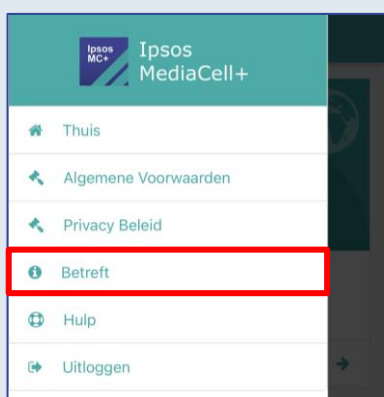 Ipsos
MC+
Ipsos
MediaCell+
Thuis
Algemene Voorwaarden
Privacy Beleid
Betreft
Hulp
Uitloggen